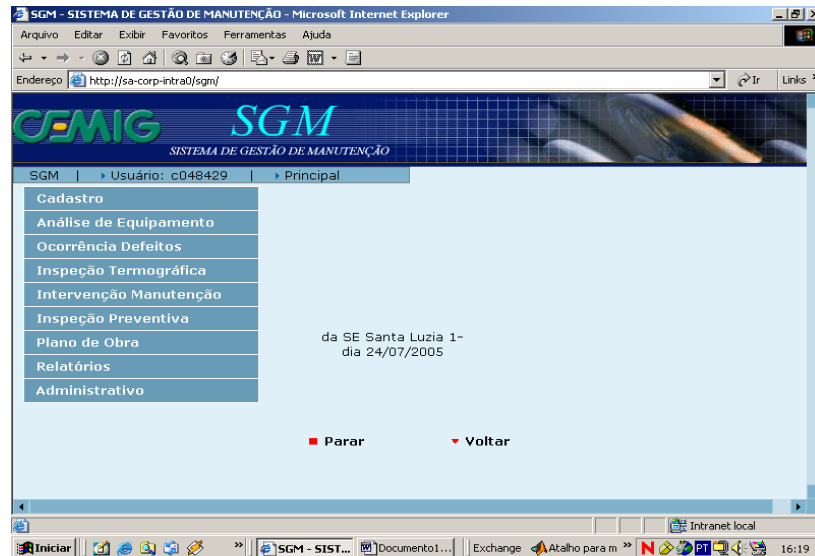 SGM - SISTEMA DE GESTÃO DE MANUTENÇÃO - Microsoft Internet Explorer
Arquivo Editar Exibir Favoritos Ferramentas Ajuda
Endereço http://sa-corp-intra0/sgm/ Ir Links
CEMIG SGM
SISTEMA DE GESTÃO DE MANUTENÇÃO
SGM | Usuário: c048429 | Principal
Cadastro
Análise de Equipamento
Ocorrência Defeitos
Inspeção Termográfica
Intervenção Manutenção
Inspeção Preventiva
Plano de Obra
Relatórios
Administrativo
da SE Santa Luzia 1-
dia 24/07/2005
Parar Voltar
Intranet local
Iniciar » SGM - SIST... Documento1... Exchange Atalho para m » N PT 16:19